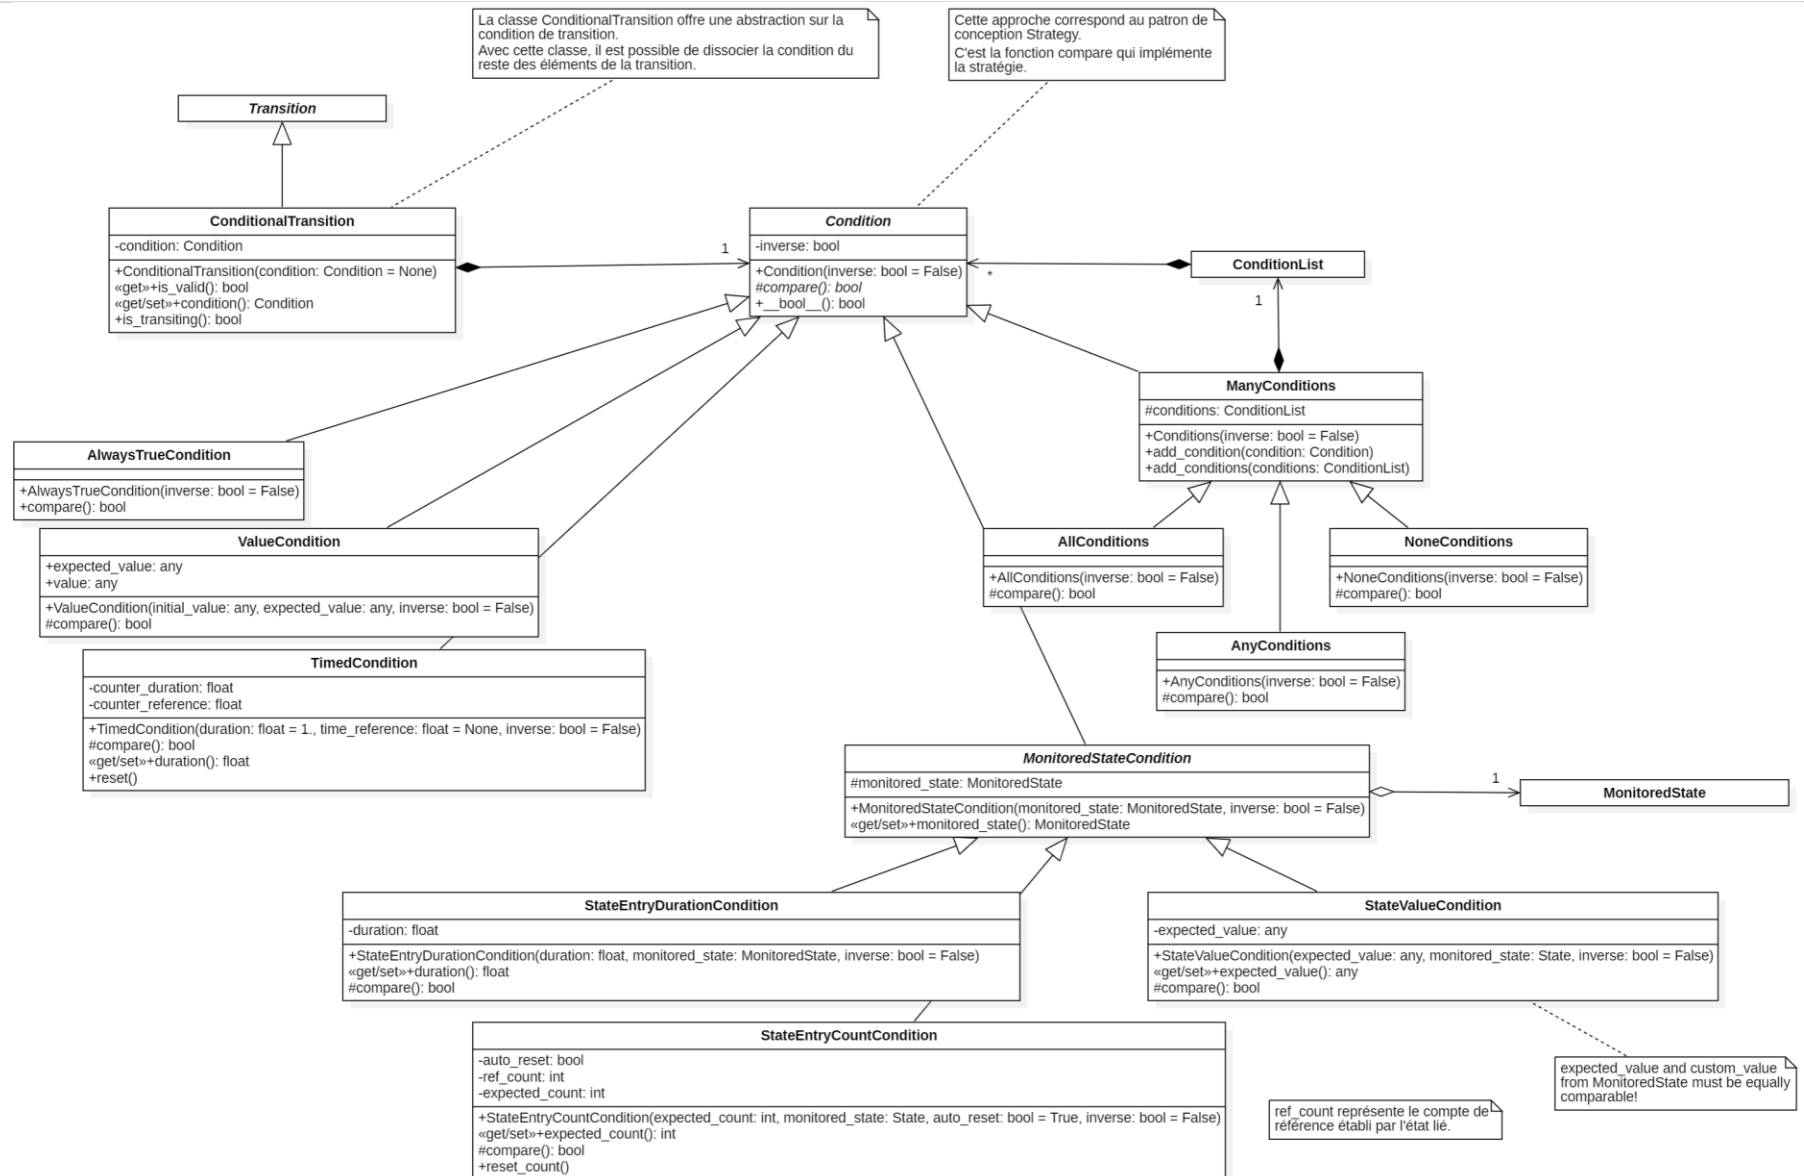 La classe ConditionalTransition offre une abstraction sur la
condition de transition.
Avec cette classe, il est possible de dissocier la condition du
reste des éléments de la transition.
Cette approche correspond au patron de
conception Strategy.
C'est la fonction compare qui implémente
la stratégie.
Transition
ConditionalTransition
-condition: Condition
+ConditionalTransition(condition: Condition = None)
«get»+is_valid(): bool
«get/set»+condition(): Condition
+is_transiting(): bool
1
Condition
-inverse: bool
+Condition(inverse: bool = False)
#compare(): bool
+__bool__(): bool
*
ConditionList
1
ManyConditions
#conditions: ConditionList
+Conditions(inverse: bool = False)
+add_condition(condition: Condition)
+add_conditions(conditions: ConditionList)
AlwaysTrueCondition
+AlwaysTrueCondition(inverse: bool = False)
+compare(): bool
ValueCondition
+expected_value: any
+value: any
+ValueCondition(initial_value: any, expected_value: any, inverse: bool = False)
#compare(): bool
AllConditions
+AllConditions(inverse: bool = False)
#compare(): bool
NoneConditions
+NoneConditions(inverse: bool = False)
#compare(): bool
AnyConditions
+AnyConditions(inverse: bool = False)
#compare(): bool
TimedCondition
-counter_duration: float
-counter_reference: float
+TimedCondition(duration: float = 1., time_reference: float = None, inverse: bool = False)
#compare(): bool
«get/set»+duration(): float
+reset()
MonitoredStateCondition
#monitored_state: MonitoredState
+MonitoredStateCondition(monitored_state: MonitoredState, inverse: bool = False)
«get/set»+monitored_state(): MonitoredState
1
MonitoredState
StateEntryDurationCondition
-duration: float
+StateEntryDurationCondition(duration: float, monitored_state: MonitoredState, inverse: bool = False)
«get/set»+duration(): float
#compare(): bool
StateValueCondition
-expected_value: any
+StateValueCondition(expected_value: any, monitored_state: State, inverse: bool = False)
«get/set»+expected_value(): any
#compare(): bool
StateEntryCountCondition
-auto_reset: bool
-ref_count: int
-expected_count: int
+StateEntryCountCondition(expected_count: int, monitored_state: State, auto_reset: bool = True, inverse: bool = False)
«get/set»+expected_count(): int
#compare(): bool
+reset_count()
ref_count représente le compte de
référence établi par l'état lié.
expected_value and custom_value
from MonitoredState must be equally
comparable!